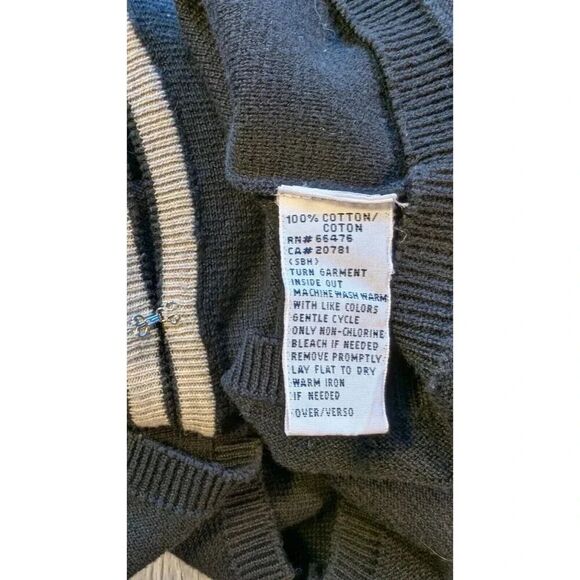 100% COTTON/
COTON
RN# 66476
CA# 20781
(SBH)
TURN GARMENT
INSIDE OUT
MACHINE WASH WARM
WITH LIKE COLORS
GENTLE CYCLE
ONLY NON-CHLORINE
BLEACH IF NEEDED
REMOVE PROMPTLY
LAY FLAT TO DRY
WARM IRON
IF NEEDED
OVER/VERSO